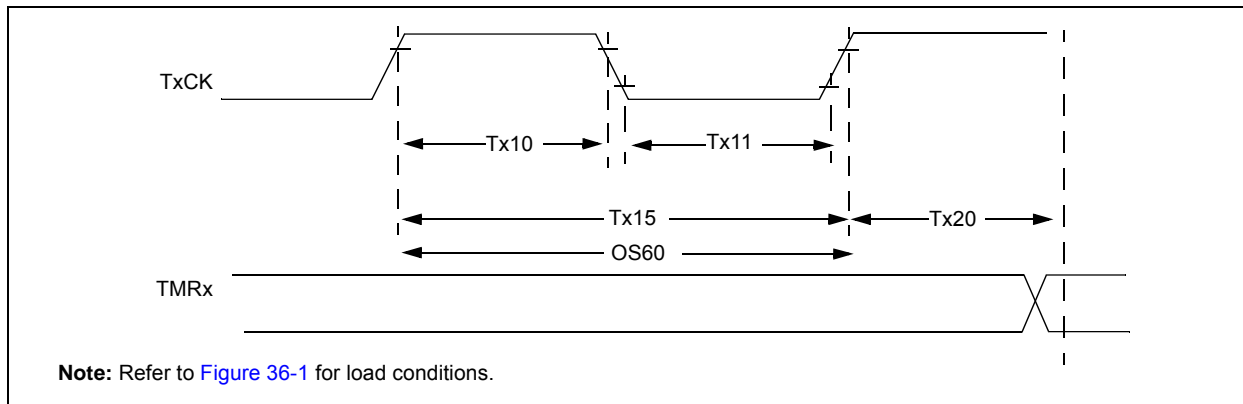 TxCK
Tx10
Tx11
Tx15
Tx20
OS60
TMRx
Note: Refer to Figure 36-1 for load conditions.